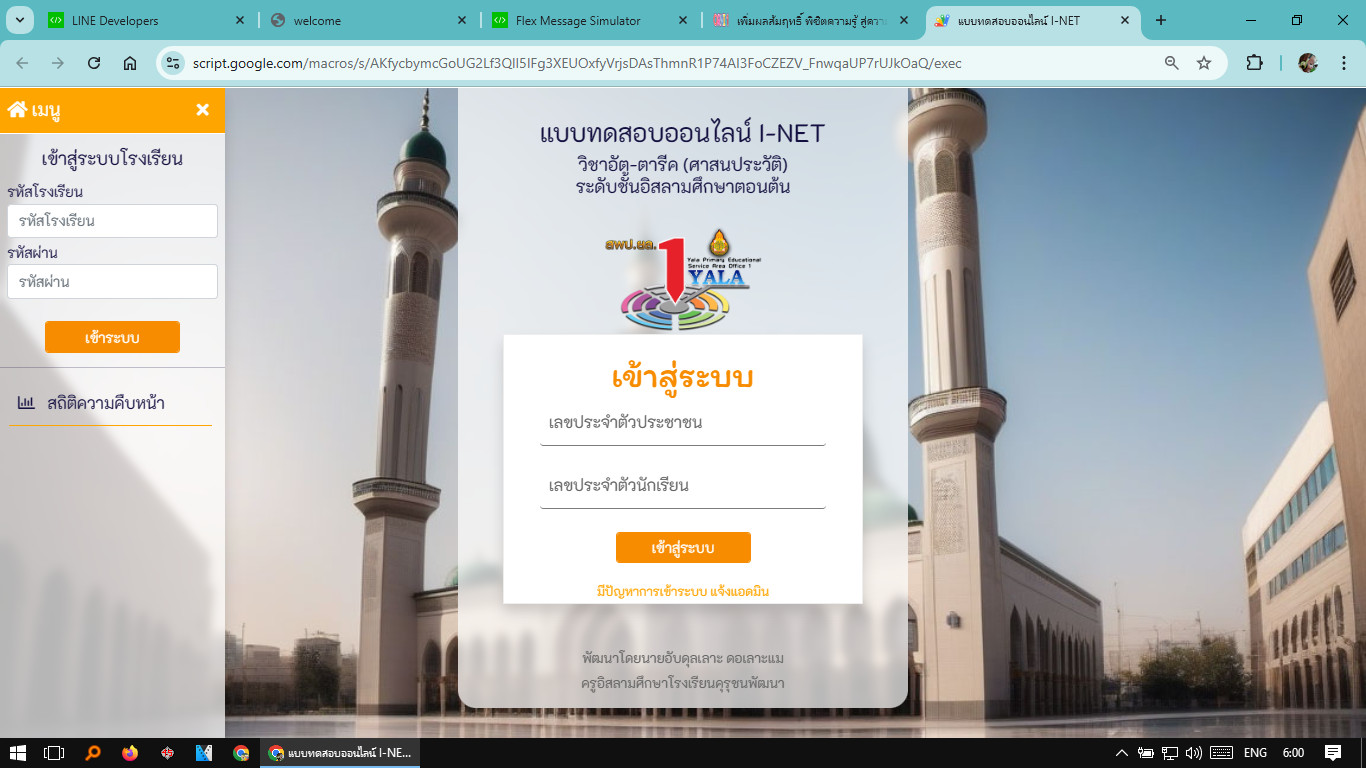 LINE Developers
welcome
Flex Message Simulator
เพิ่มผลสัมฤทธิ์ พิชิตความรู้ สู่ความ
แบบทดสอบออนไลน์ I-NET
script.google.com/macros/s/AKfycbymcGoUG2Lf3QlI5IFg3XEUOxfyVrjsDAsThmnR1P74AI3FoCZEZV_FnwqaUP7rUJkOaQ/exec
เมนู
เข้าสู่ระบบโรงเรียน
รหัสโรงเรียน
รหัสโรงเรียน
รหัสผ่าน
รหัสผ่าน
เข้าระบบ
สถิติความคืบหน้า
แบบทดสอบออนไลน์ I-NET
วิชาอัต-ตารีค (ศาสนประวัติ)
ระดับชั้นอิสลามศึกษาตอนต้น
สพป.ยล.
1
Yala Primary Educational
Service Area Office 1
YALA
เข้าสู่ระบบ
เลขประจำตัวประชาชน
เลขประจำตัวนักเรียน
เข้าสู่ระบบ
มีปัญหาการเข้าระบบ แจ้งแอดมิน
พัฒนาโดยนายอับดุลเลาะ ดอเลาะแม
ครูอิสลามศึกษาโรงเรียนคุรุชนพัฒนา
แบบทดสอบออนไลน์ I-NE...
ENG
6:00